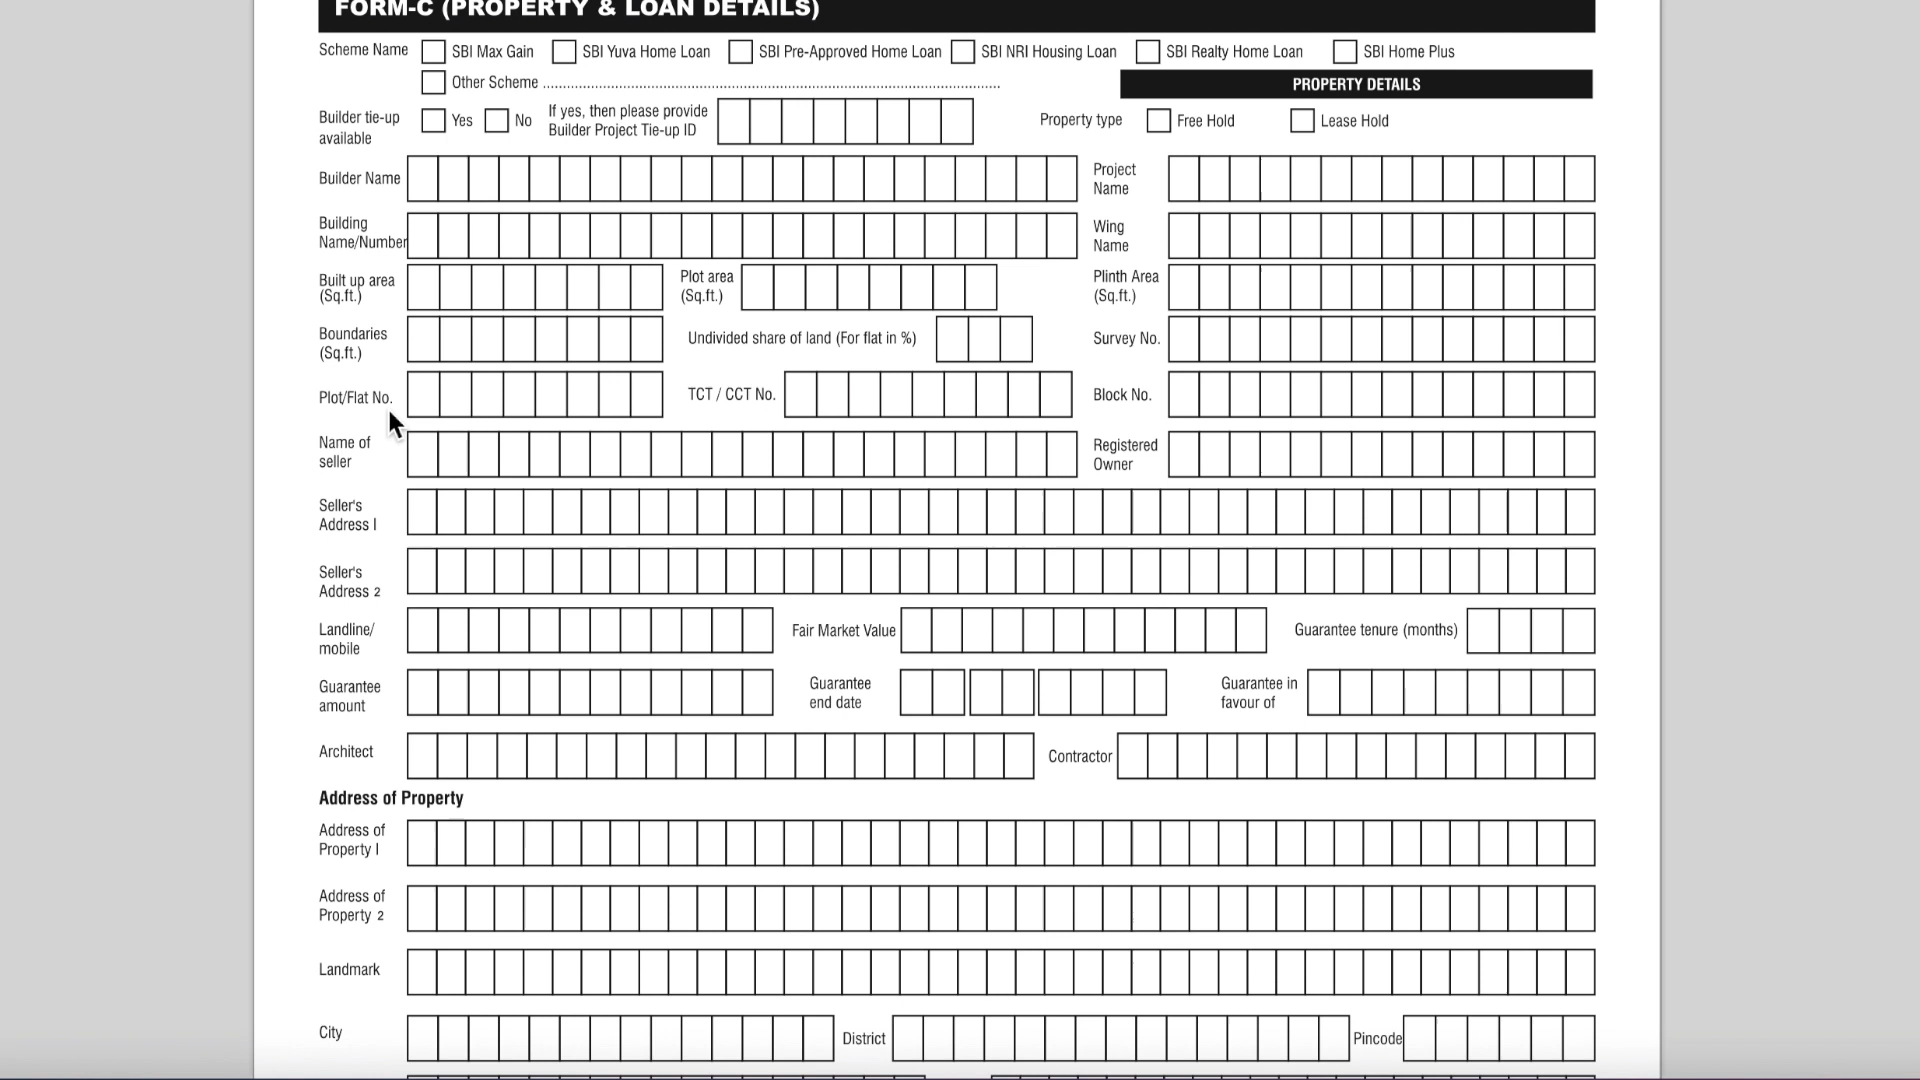 FORM-C (PROPERTY & LOAN DETAILS)
Scheme Name SBI Max Gain SBI Yuva Home Loan SBI Pre-Approved Home Loan SBI NRI Housing Loan SBI Realty Home Loan SBI Home Plus
Other Scheme ....................................................................................................................
PROPERTY DETAILS
Builder tie-up
available
Yes No
If yes, then please provide
Builder Project Tie-up ID
Property type Free Hold Lease Hold
Builder Name
Project
Name
Building
Name/Number
Wing
Name
Built up area
(Sq.ft.)
Plot area
(Sq.ft.)
Plinth Area
(Sq.ft.)
Boundaries
(Sq.ft.)
Undivided share of land (For flat in %)
Survey No.
Plot/Flat No.
TCT / CCT No.
Block No.
Name of
seller
Registered
Owner
Seller's
Address I
Seller's
Address 2
Landline/
mobile
Fair Market Value
Guarantee tenure (months)
Guarantee
amount
Guarantee
end date
Guarantee in
favour of
Architect
Contractor
Address of Property
Address of
Property I
Address of
Property 2
Landmark
City
District
Pincode